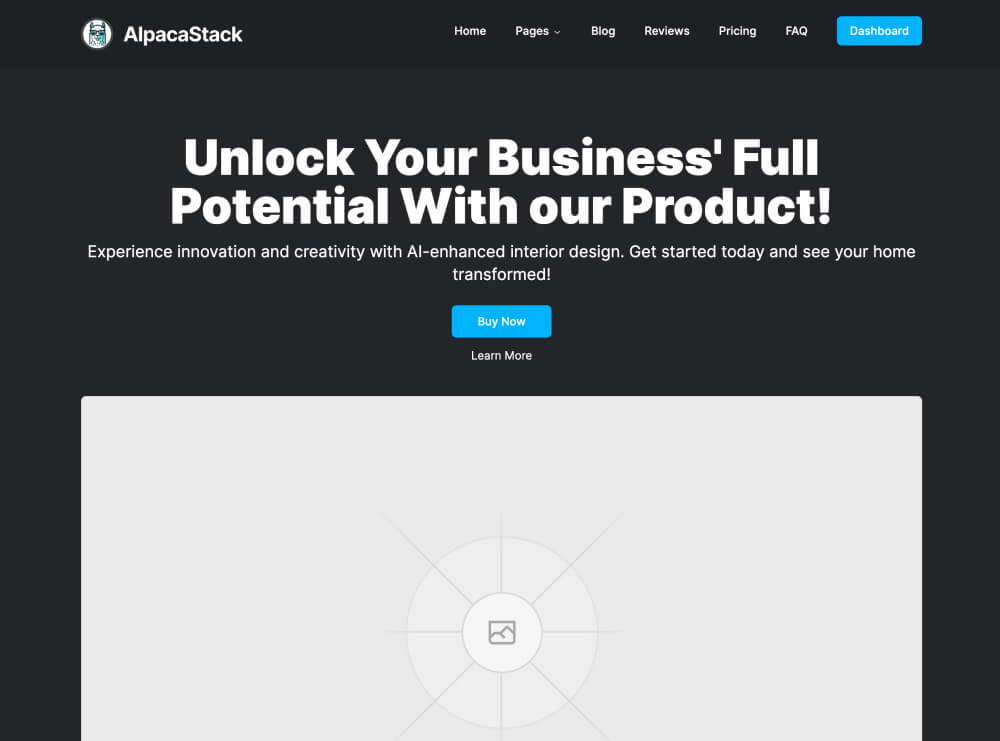 AlpacaStack
Home Pages Blog Reviews Pricing FAQ Dashboard
Unlock Your Business' Full
Potential With our Product!
Experience innovation and creativity with AI-enhanced interior design. Get started today and see your home
transformed!
Buy Now
Learn More